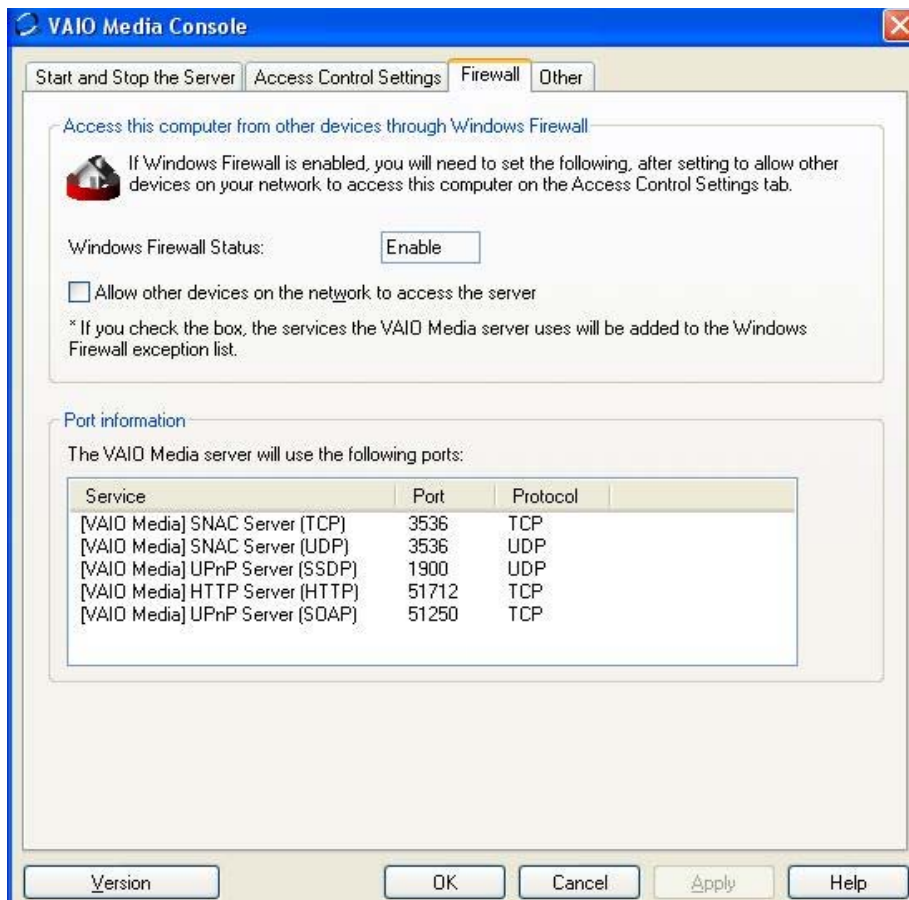 VAIO Media Console
Start and Stop the Server Access Control Settings Firewall Other
Access this computer from other devices through Windows Firewall
If Windows Firewall is enabled, you will need to set the following, after setting to allow other
devices on your network to access this computer on the Access Control Settings tab.
Windows Firewall Status: Enable
Allow other devices on the network to access the server
* If you check the box, the services the VAIO Media server uses will be added to the Windows
Firewall exception list.
Port information
The VAIO Media server will use the following ports:
Service Port Protocol
[VAIO Media] SNAC Server (TCP) 3536 TCP
[VAIO Media] SNAC Server (UDP) 3536 UDP
[VAIO Media] UPnP Server (SSDP) 1900 UDP
[VAIO Media] HTTP Server (HTTP) 51712 TCP
[VAIO Media] UPnP Server (SOAP) 51250 TCP
Version OK Cancel Apply Help